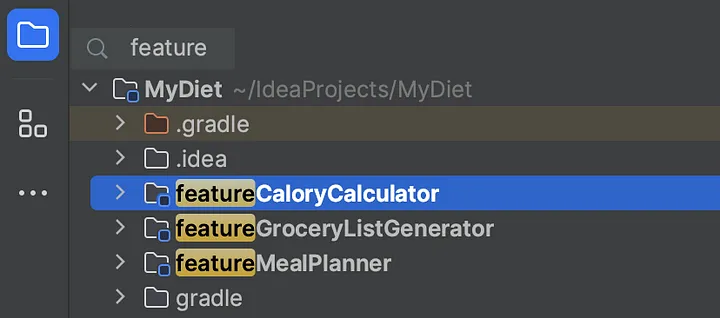 feature
MyDiet ~/IdeaProjects/MyDiet
.gradle
.idea
featureCaloryCalculator
featureGroceryListGenerator
featureMealPlanner
gradle